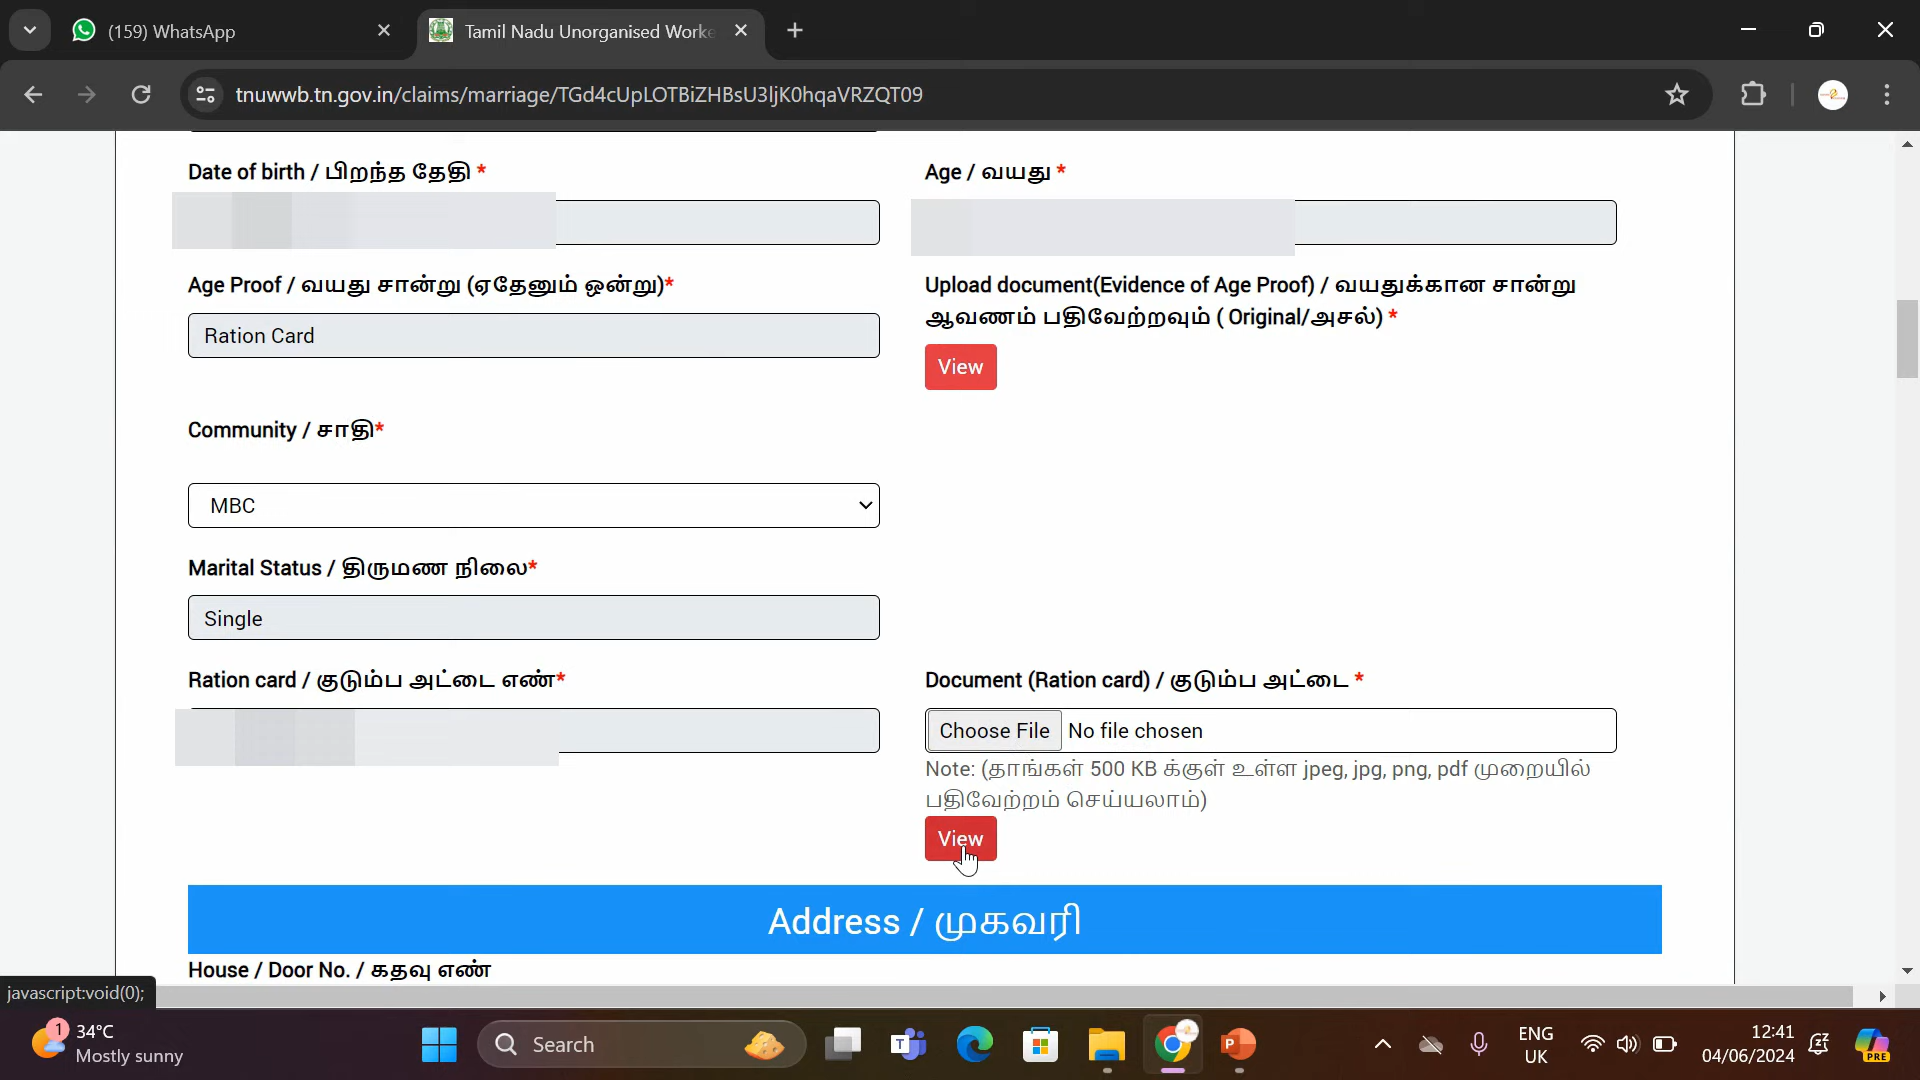 (159) WhatsApp
Tamil Nadu Unorganised Worke
tnuwwb.tn.gov.in/claims/marriage/TGd4cUpLOTBiZHBsU3ljK0hqaVRZQT09
Date of birth / பிறந்த தேதி *
Age / வயது *
Age Proof / வயது சான்று (ஏதேனும் ஒன்று)*
Ration Card
Upload document(Evidence of Age Proof) / வயதுக்கான சான்று
ஆவணம் பதிவேற்றவும் ( Original/அசல்) *
View
Community / சாதி*
MBC
Marital Status / திருமண நிலை*
Single
Ration card / குடும்ப அட்டை எண்*
Document (Ration card) / குடும்ப அட்டை *
Choose File No file chosen
Note: (தாங்கள் 500 KB க்குள் உள்ள jpeg, jpg, png, pdf முறையில்
பதிவேற்றம் செய்யலாம்)
View
Address / முகவரி
House / Door No. / கதவு எண்
javascript:void(0);
1
34°C
Mostly sunny
Search
T
P
ENG
UK
12:41
04/06/2024
PRE